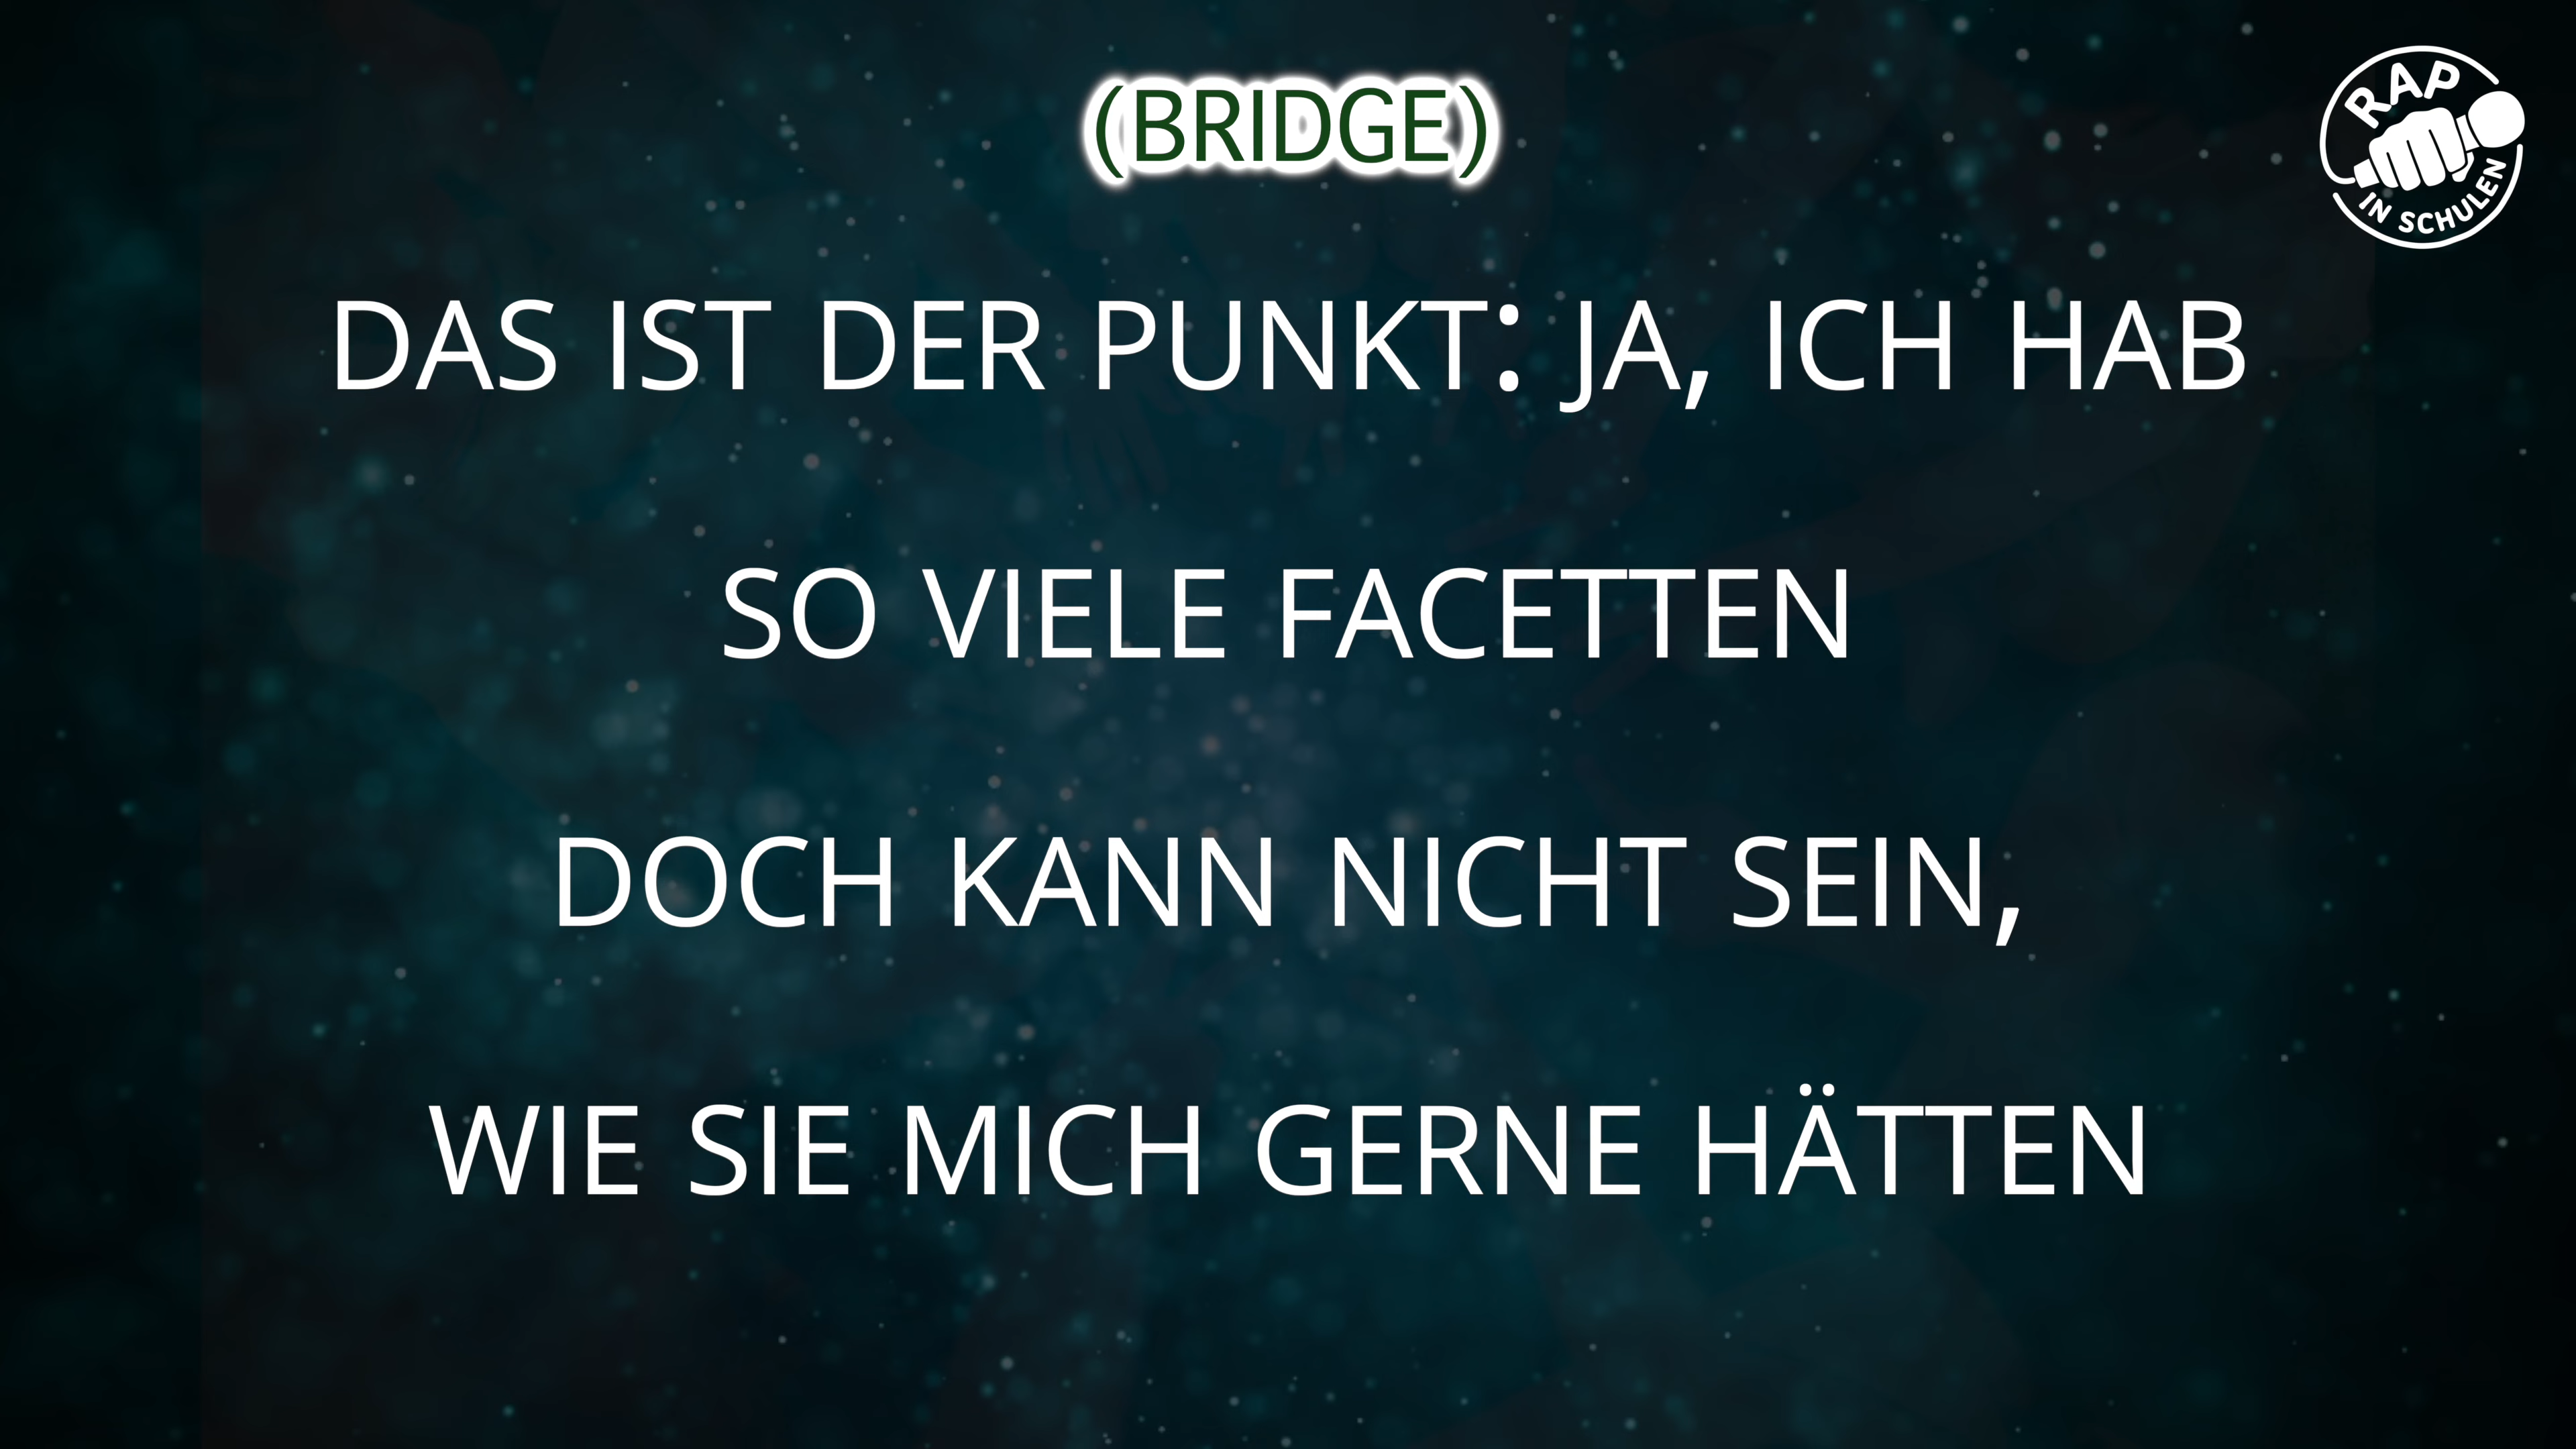 (BRIDGE)
RAP
IN SCHULEN
DAS IST DER PUNKT: JA, ICH HAB
SO VIELE FACETTEN
DOCH KANN NICHT SEIN,
WIE SIE MICH GERNE HÄTTEN